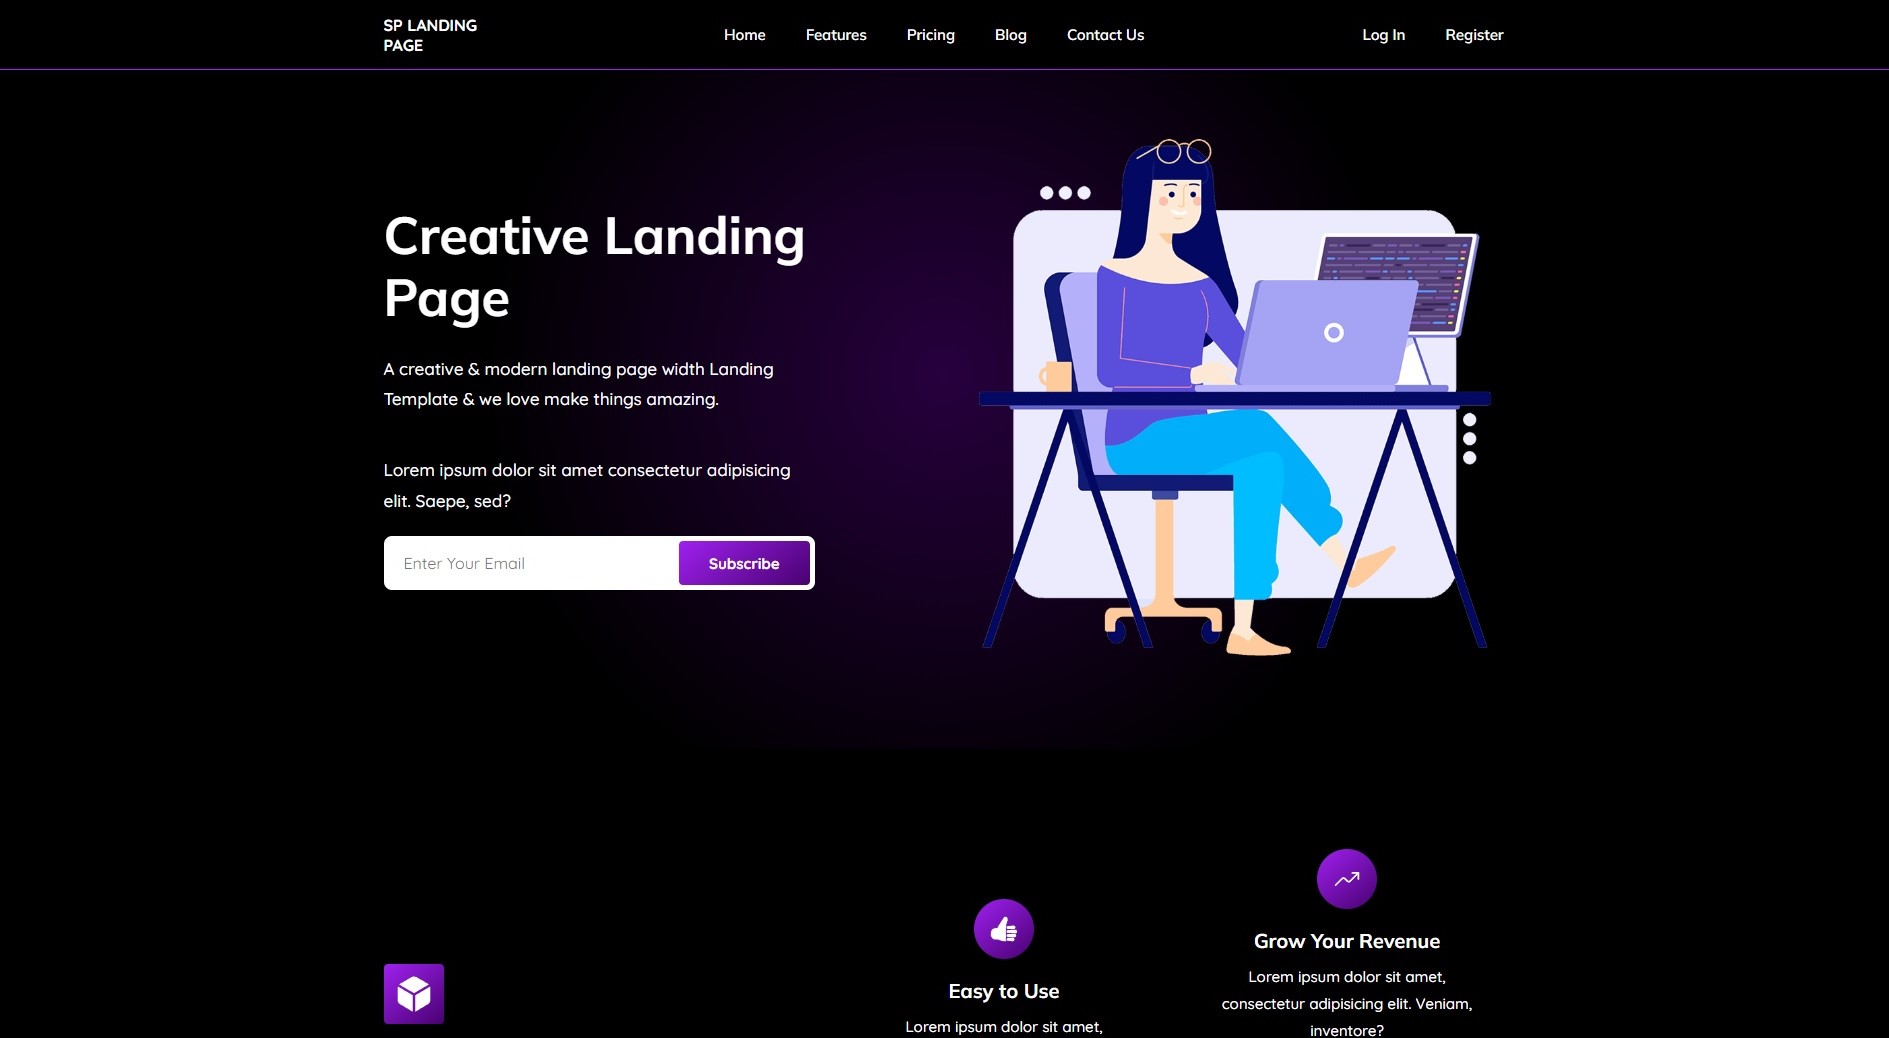 SP LANDING
PAGE
Home
Features
Pricing
Blog
Contact Us
Log In
Register
Creative Landing
Page
A creative & modern landing page width Landing
Template & we love make things amazing.
Lorem ipsum dolor sit amet consectetur adipisicing
elit. Saepe, sed?
Enter Your Email
Subscribe
Easy to Use
Lorem ipsum dolor sit amet,
Grow Your Revenue
Lorem ipsum dolor sit amet,
consectetur adipisicing elit. Veniam,
inventore?